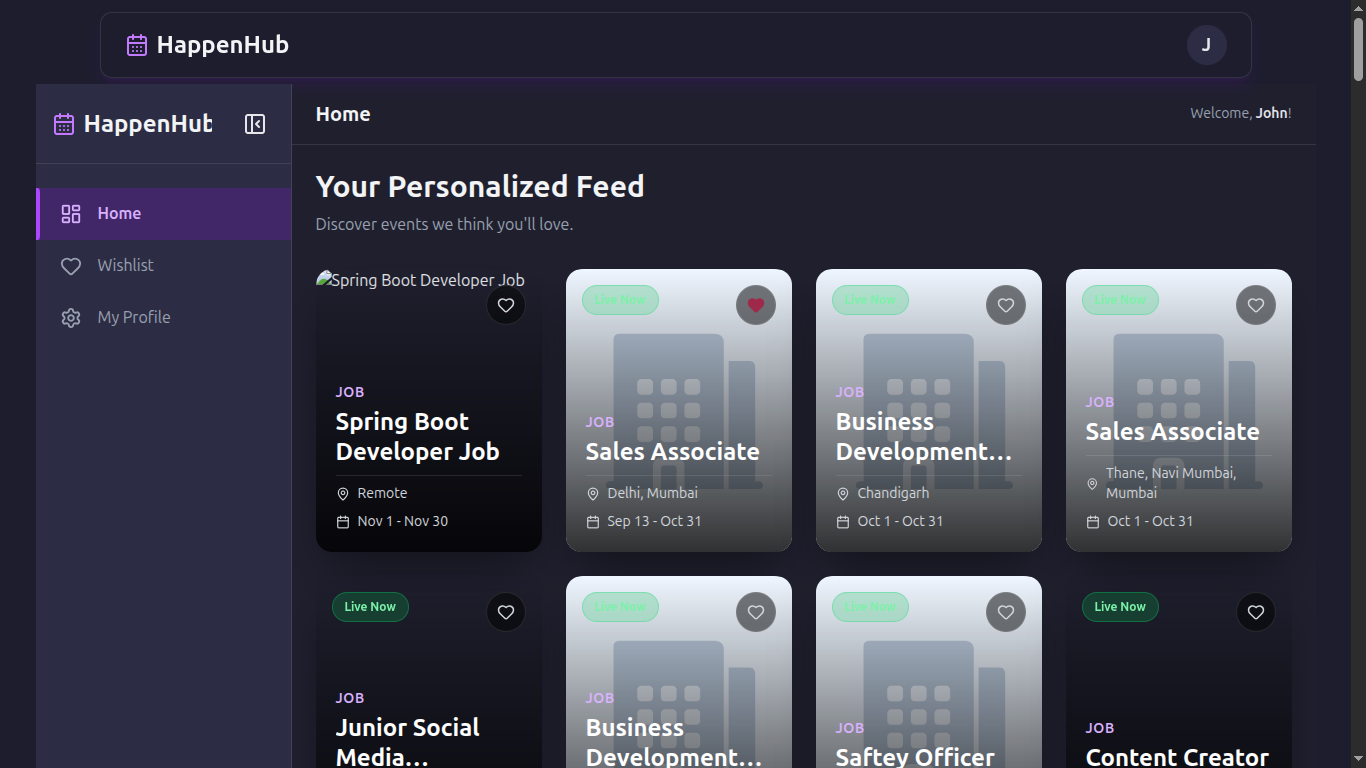 HappenHub
J
HappenHub
Home
Welcome, John!
Home
Wishlist
My Profile
Your Personalized Feed
Discover events we think you'll love.
Spring Boot Developer Job
JOB
Spring Boot
Developer Job
Remote
Nov 1 - Nov 30
Live Now
JOB
Sales Associate
Delhi, Mumbai
Sep 13 - Oct 31
Live Now
JOB
Business
Development...
Chandigarh
Oct 1 - Oct 31
Live Now
JOB
Sales Associate
Thane, Navi Mumbai,
Mumbai
Oct 1 - Oct 31
Live Now
JOB
Junior Social
Media...
Live Now
JOB
Business
Development...
Live Now
JOB
Saftey Officer
Live Now
JOB
Content Creator